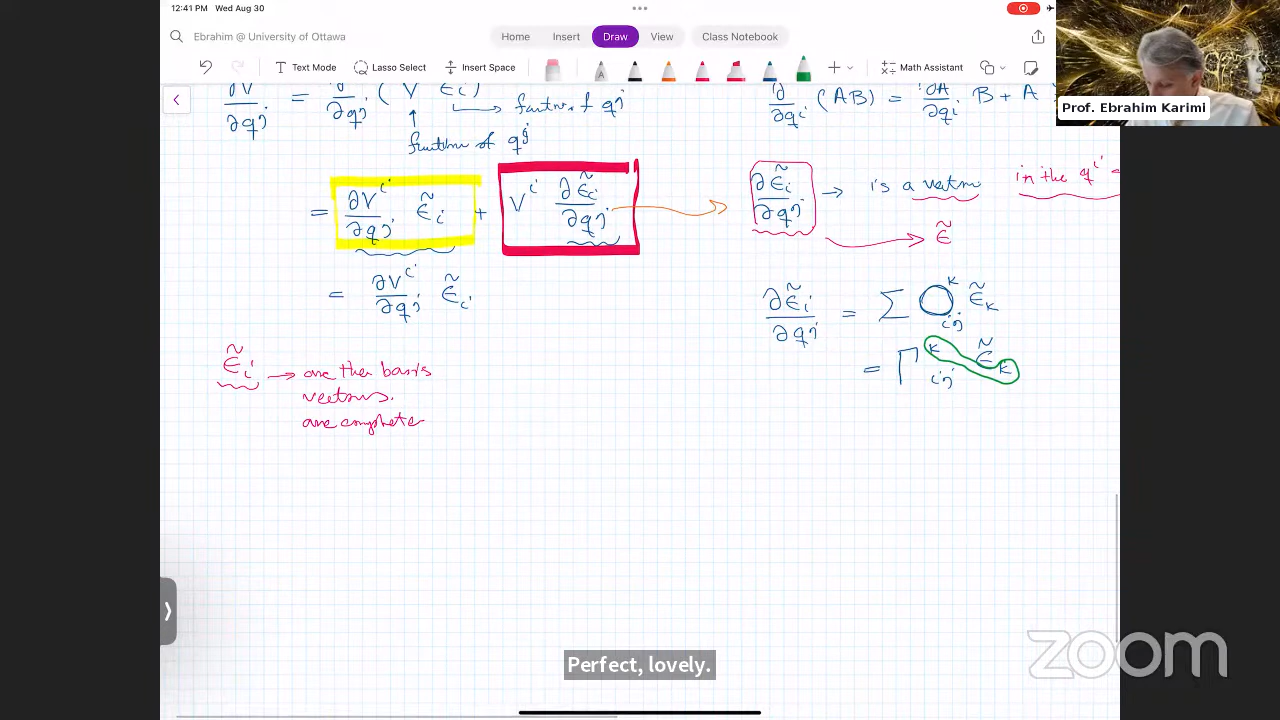 12:41 PM Wed Aug 30
Ebrahim @ University of Ottawa
Home Insert Draw View Class Notebook
Text Mode Lasso Select Insert Space Math Assistant
Prof. Ebrahim Karimi
∂V/∂q^j = ∂/∂q^j ( V ε̃_i )
∂/∂q^i (AB) = ∂A/∂q^i B + A
function of q^j
function of q^j
= ∂V^i/∂q^j ε̃_i + V^i ∂ε̃_i/∂q^j
∂ε̃_i/∂q^j → is a vector in the q^i
→ ε̃
= ∂V^i/∂q^j ε̃_i
∂ε̃_i/∂q^j = Σ ◯^k_ij ε̃_k
= Γ^k_ij ε̃_k
ε̃_i → are the basis
vectors.
are complete
Perfect, lovely.
zoom